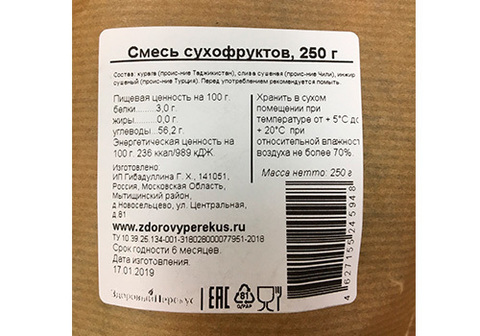 Смесь сухофруктов, 250 г
Состав: курага (проис-ние Таджикистан), слива сушеная (проис-ние Чили), инжир
сушеный (проис-ние Турция). Перед употреблением рекомендуется помыть.
Пищевая ценность на 100 г.
белки.........3,0 г.
жиры..........0,0 г.
углеводы...56,2 г.
Энергетическая ценность на
100 г. 236 ккал/989 кДЖ.
Изготовлено
ИП Гибадуллина Г. Х., 141051,
Россия, Московская Область,
Мытищинский район,
д.Новосельцево, ул. Центральная,
д.81
www.zdorovyperekus.ru
ТУ 10.39.25.134-001-318028000077951-2018
Срок годности 6 месяцев.
Дата изготовления:
17.01.2019
Здоровый Перекус
Хранить в сухом
помещении при
температуре от + 5°С до
+ 20°С при
относительной влажности
воздуха не более 70%.
Масса нетто: 250 г
4 627155 245948
EAC
81